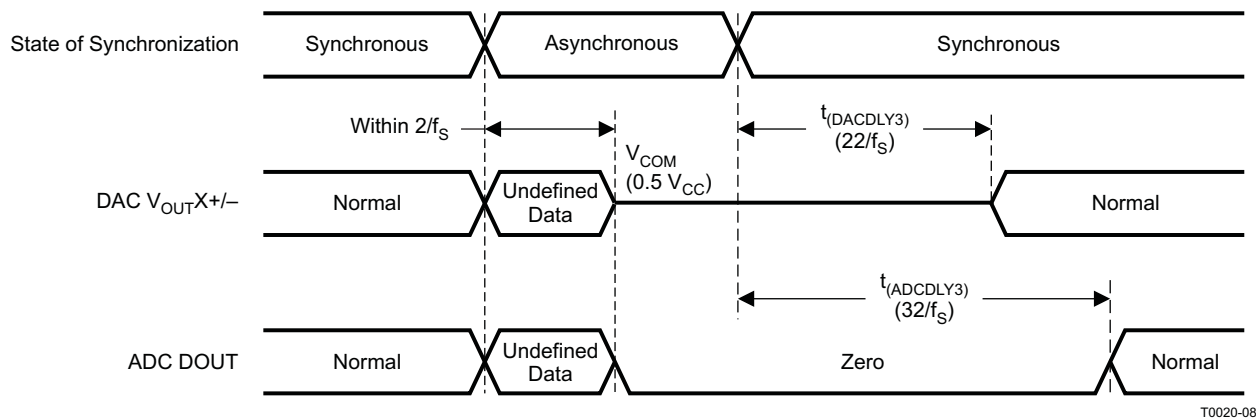 State of Synchronization
Synchronous
Asynchronous
Synchronous
Within 2/fS
t(DACDLY3)
(22/fS)
VCOM
(0.5 VCC)
DAC VOUTX+/–
Normal
Undefined
Data
Normal
t(ADCDLY3)
(32/fS)
ADC DOUT
Normal
Undefined
Data
Zero
Normal
T0020-08